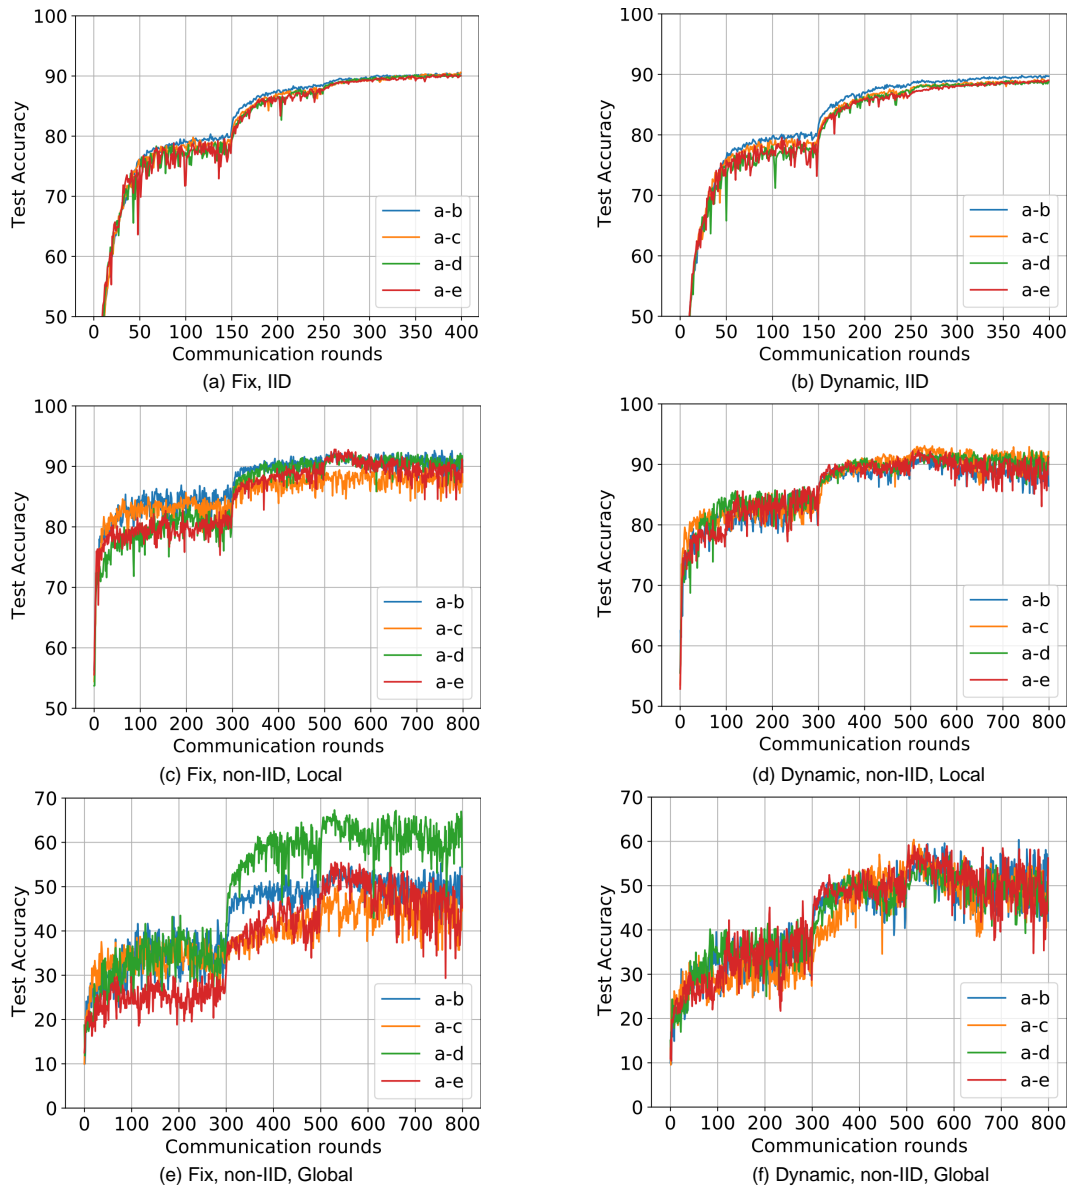 100
90
80
70
60
50
Test Accuracy
a-b
a-c
a-d
a-e
0 50 100 150 200 250 300 350 400
Communication rounds
(a) Fix, IID
100
90
80
70
60
50
Test Accuracy
a-b
a-c
a-d
a-e
0 50 100 150 200 250 300 350 400
Communication rounds
(b) Dynamic, IID
100
90
80
70
60
50
Test Accuracy
a-b
a-c
a-d
a-e
0 100 200 300 400 500 600 700 800
Communication rounds
(c) Fix, non-IID, Local
100
90
80
70
60
50
Test Accuracy
a-b
a-c
a-d
a-e
0 100 200 300 400 500 600 700 800
Communication rounds
(d) Dynamic, non-IID, Local
70
60
50
40
30
20
10
0
Test Accuracy
a-b
a-c
a-d
a-e
0 100 200 300 400 500 600 700 800
Communication rounds
(e) Fix, non-IID, Global
70
60
50
40
30
20
10
0
Test Accuracy
a-b
a-c
a-d
a-e
0 100 200 300 400 500 600 700 800
Communication rounds
(f) Dynamic, non-IID, Global